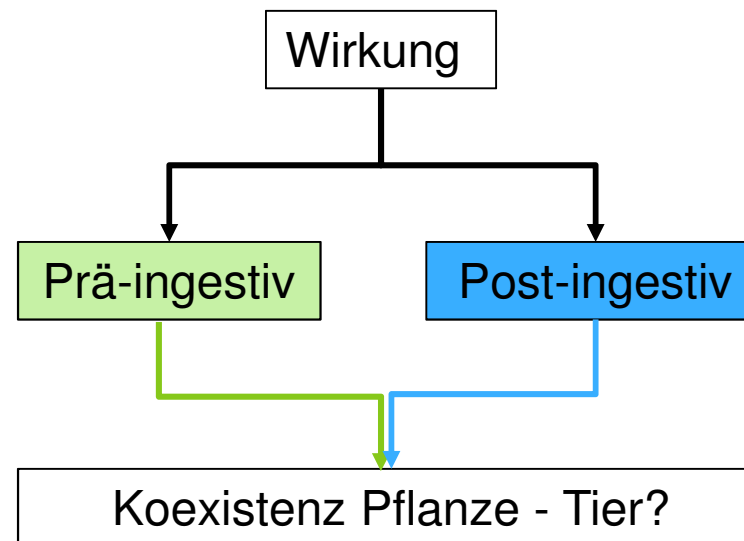 Wirkung
Prä-ingestiv
Post-ingestiv
Koexistenz Pflanze - Tier?